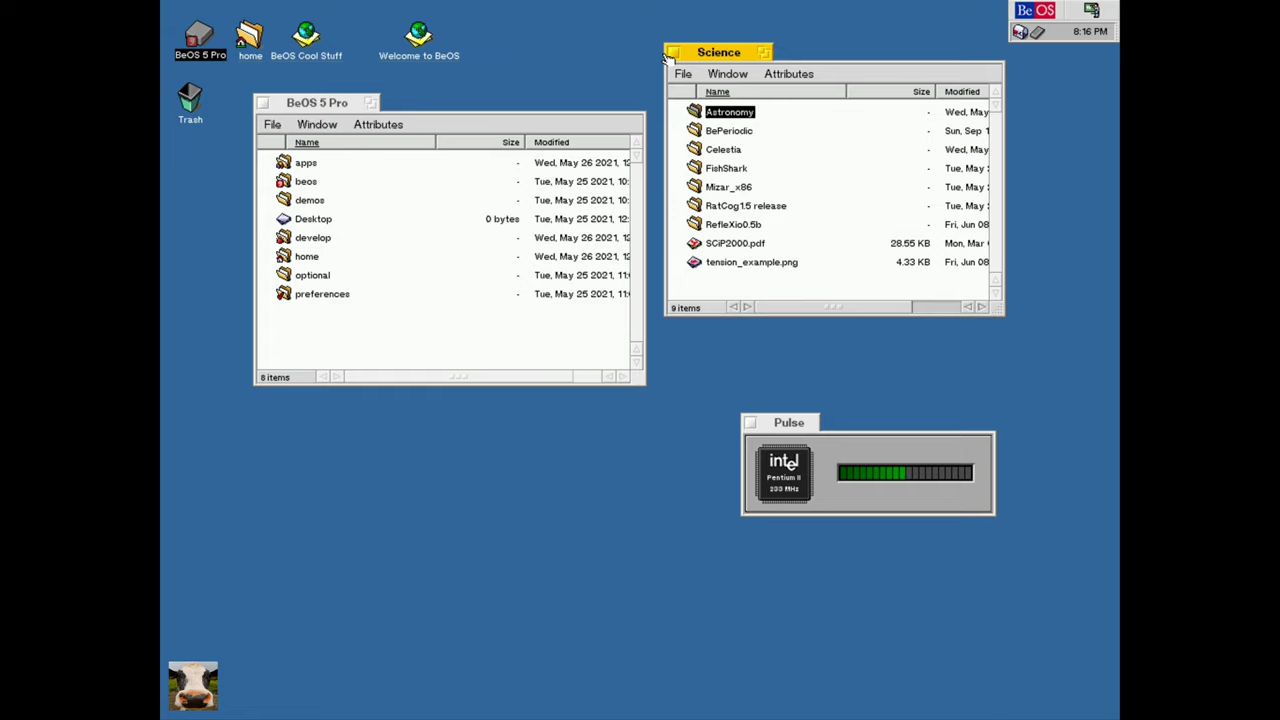 BeOS 5 Pro
home
BeOS Cool Stuff
Welcome to BeOS
Trash
Be OS
8:16 PM
BeOS 5 Pro
File Window Attributes
Name Size Modified
apps - Wed, May 26 2021, 12
beos - Tue, May 25 2021, 10:
demos - Tue, May 25 2021, 10:
Desktop 0 bytes Tue, May 25 2021, 12:
develop - Wed, May 26 2021, 12
home - Wed, May 26 2021, 12
optional - Tue, May 25 2021, 11:
preferences - Tue, May 25 2021, 11:
8 items
Science
File Window Attributes
Name Size Modified
Astronomy - Wed, May
BePeriodic - Sun, Sep 1
Celestia - Wed, May
FishShark - Tue, May
Mizar_x86 - Tue, May
RatCog1.5 release - Tue, May
RefleXio0.5b - Fri, Jun 08
SCiP2000.pdf 28.55 KB Mon, Mar
tension_example.png 4.33 KB Fri, Jun 08
9 items
Pulse
intel
Pentium II
233 MHz